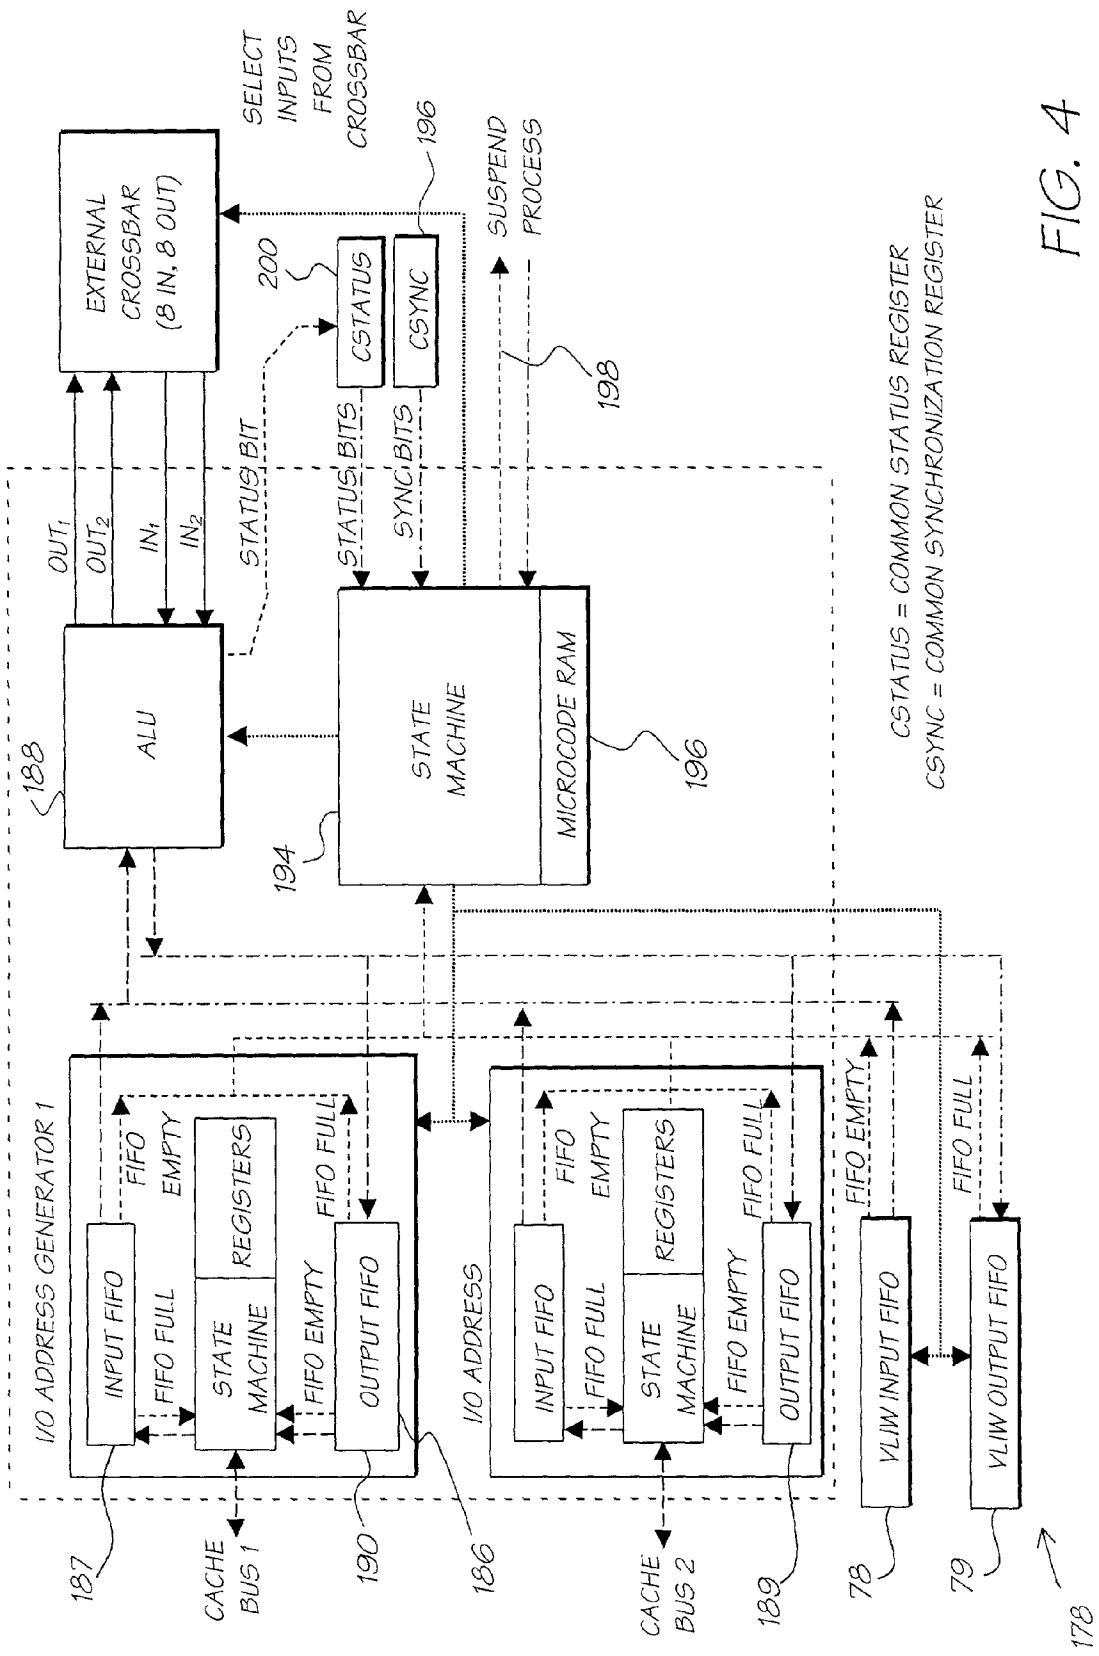 I/O ADDRESS GENERATOR 1
187
INPUT FIFO
FIFO FULL
FIFO
EMPTY
STATE
MACHINE
REGISTERS
CACHE
BUS 1
FIFO EMPTY
FIFO FULL
OUTPUT FIFO
190
186
I/O ADDRESS
INPUT FIFO
FIFO FULL
FIFO
EMPTY
STATE
MACHINE
REGISTERS
CACHE
BUS 2
FIFO EMPTY
FIFO FULL
OUTPUT FIFO
189
FIFO EMPTY
VLIW INPUT FIFO
78
FIFO FULL
VLIW OUTPUT FIFO
79
178
188
ALU
OUT1
OUT2
IN1
IN2
EXTERNAL
CROSSBAR
(8 IN, 8 OUT)
SELECT
INPUTS
FROM
CROSSBAR
STATUS BIT
200
CSTATUS
STATUS BITS
196
CSYNC
SYNC BITS
194
STATE
MACHINE
MICROCODE RAM
196
SUSPEND
PROCESS
198
CSTATUS = COMMON STATUS REGISTER
CSYNC = COMMON SYNCHRONIZATION REGISTER
FIG. 4